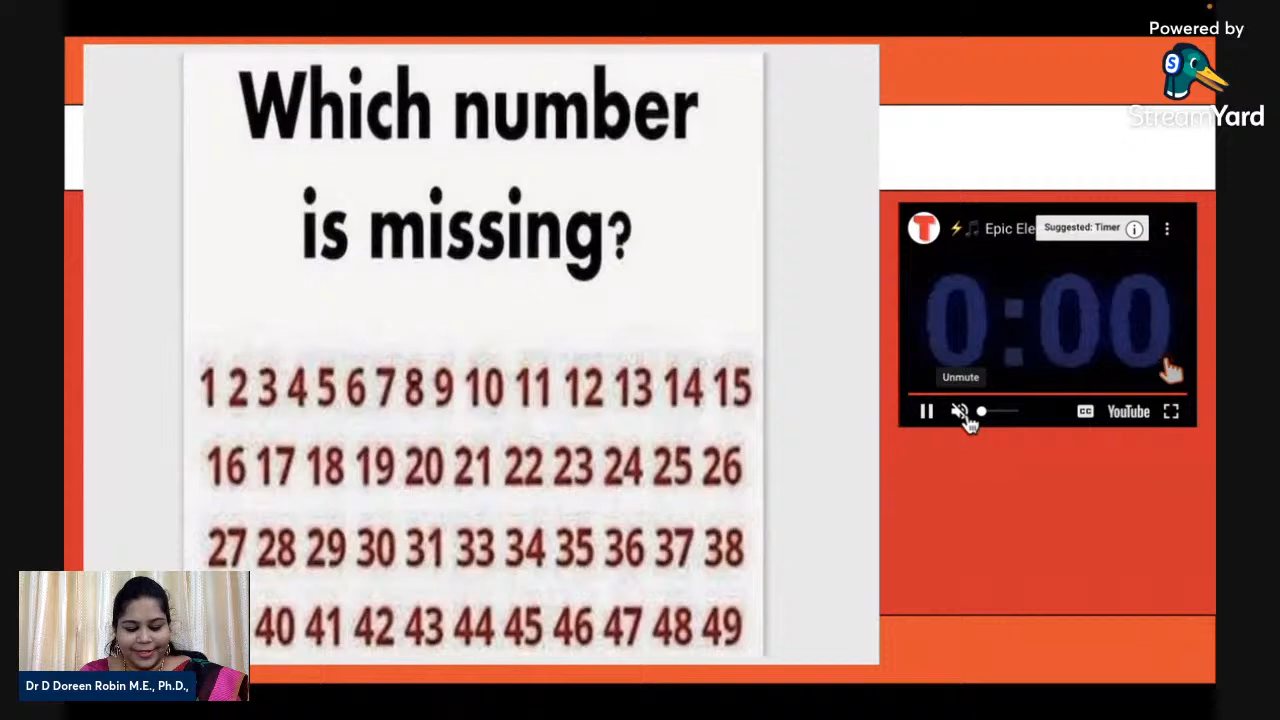 Powered by
StreamYard
Which number
is missing?
⚡🎵 Epic Ele
Suggested: Timer
0:00
Unmute
CC
YouTube
1 2 3 4 5 6 7 8 9 10 11 12 13 14 15
16 17 18 19 20 21 22 23 24 25 26
27 28 29 30 31 33 34 35 36 37 38
40 41 42 43 44 45 46 47 48 49
Dr D Doreen Robin M.E., Ph.D.,